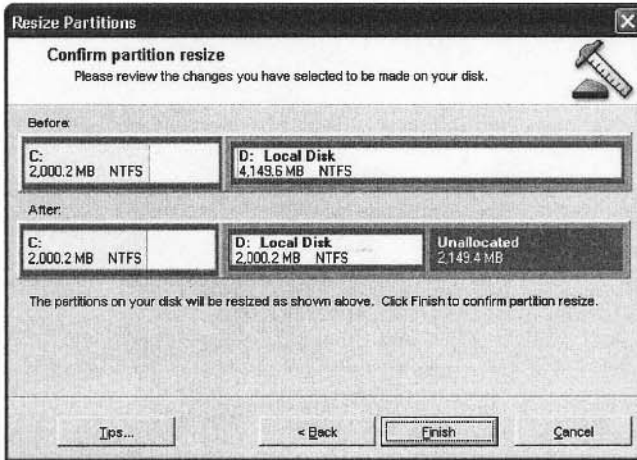 Resize Partitions
Confirm partition resize
Please review the changes you have selected to be made on your disk.
Before:
C:
2,000.2 MB NTFS
D: Local Disk
4,149.6 MB NTFS
After:
C:
2,000.2 MB NTFS
D: Local Disk
2,000.2 MB NTFS
Unallocated
2,149.4 MB
The partitions on your disk will be resized as shown above. Click Finish to confirm partition resize.
Tips...
< Back
Finish
Cancel